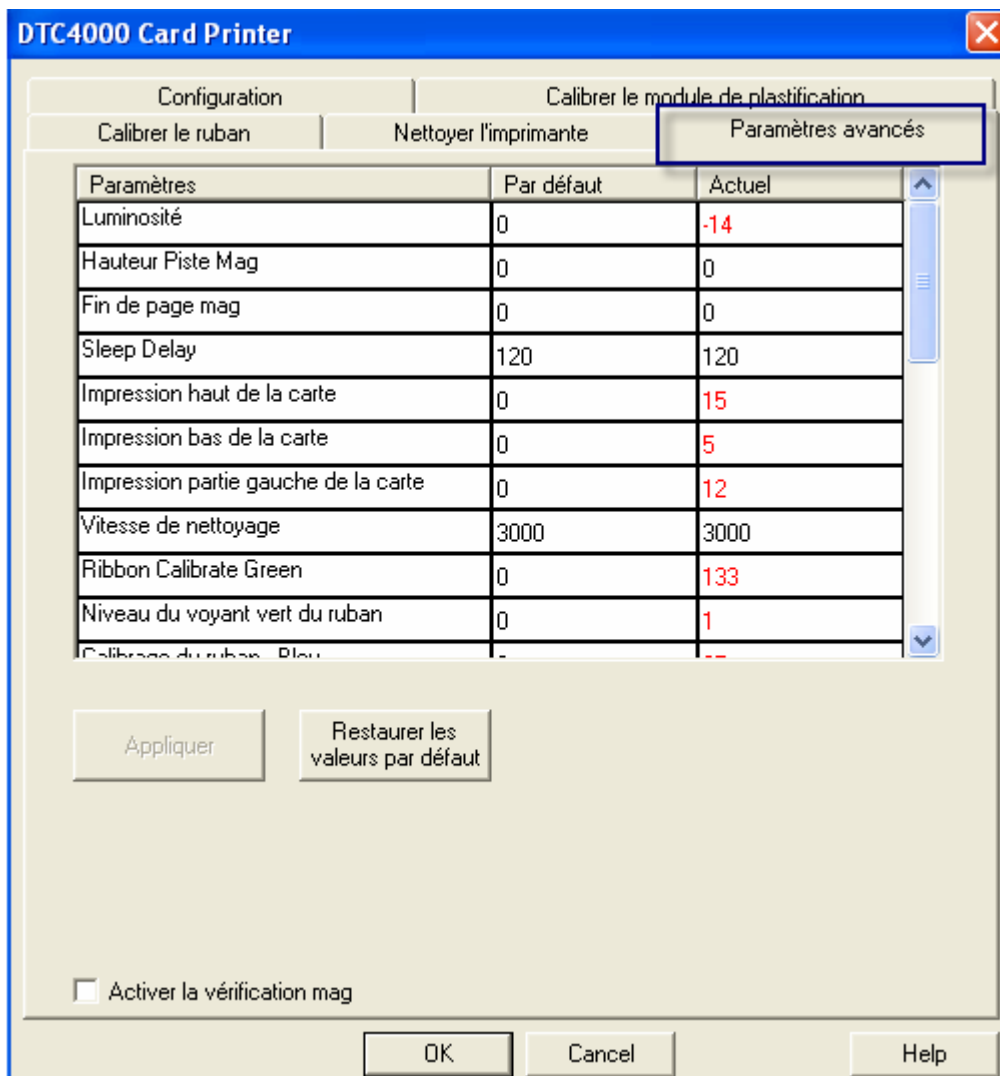 DTC4000 Card Printer
Configuration Calibrer le module de plastification
Calibrer le ruban Nettoyer l'imprimante Paramètres avancés
Paramètres Par défaut Actuel
Luminosité 0 -14
Hauteur Piste Mag 0 0
Fin de page mag 0 0
Sleep Delay 120 120
Impression haut de la carte 0 15
Impression bas de la carte 0 5
Impression partie gauche de la carte 0 12
Vitesse de nettoyage 3000 3000
Ribbon Calibrate Green 0 133
Niveau du voyant vert du ruban 0 1
Calibrage du ruban - Bleu
Appliquer
Restaurer les
valeurs par défaut
Activer la vérification mag
OK Cancel Help